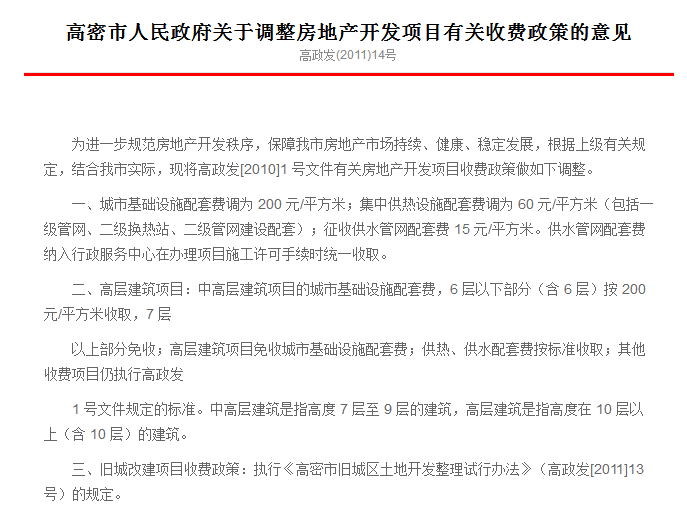 高密市人民政府关于调整房地产开发项目有关收费政策的意见
高政发(2011)14号
为进一步规范房地产开发秩序，保障我市房地产市场持续、健康、稳定发展，根据上级有关规
定，结合我市实际，现将高政发[2010]1 号文件有关房地产开发项目收费政策做如下调整。
一、城市基础设施配套费调为 200 元/平方米；集中供热设施配套费调为 60 元/平方米（包括一
级管网、二级换热站、二级管网建设配套）；征收供水管网配套费 15 元/平方米。供水管网配套费
纳入行政服务中心在办理项目施工许可手续时统一收取。
二、高层建筑项目：中高层建筑项目的城市基础设施配套费，6 层以下部分（含 6 层）按 200
元/平方米收取，7 层
以上部分免收；高层建筑项目免收城市基础设施配套费；供热、供水配套费按标准收取；其他
收费项目仍执行高政发
1 号文件规定的标准。中高层建筑是指高度 7 层至 9 层的建筑，高层建筑是指高度在 10 层以
上（含 10 层）的建筑。
三、旧城改建项目收费政策：执行《高密市旧城区土地开发整理试行办法》（高政发[2011]13
号）的规定。